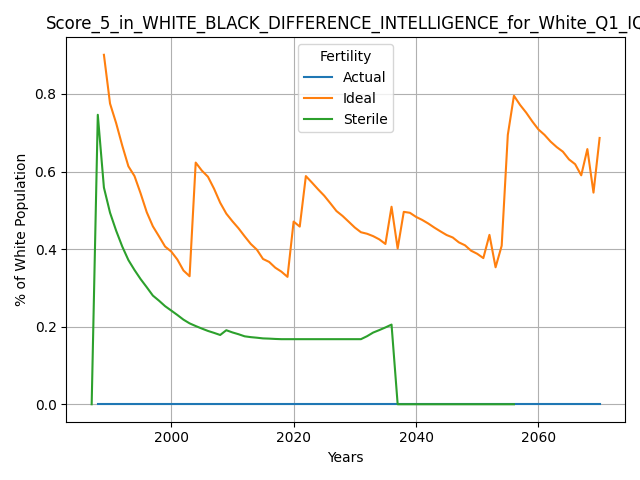 Score_5_in_WHITE_BLACK_DIFFERENCE_INTELLIGENCE_for_White_Q1_IQ
Fertility
Actual
Ideal
Sterile
% of White Population
0.8
0.6
0.4
0.2
0.0
2000 2020 2040 2060
Years